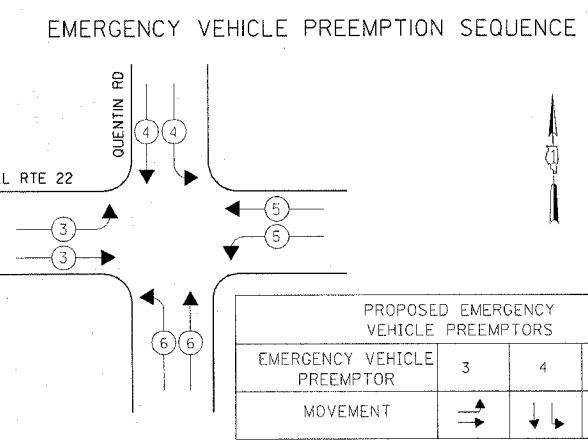 EMERGENCY VEHICLE PREEMPTION SEQUENCE
QUENTIN RD
4 4
L RTE 22
3
5
3
5
6 6
PROPOSED EMERGENCY
VEHICLE PREEMPTORS
EMERGENCY VEHICLE
PREEMPTOR
3
4
MOVEMENT